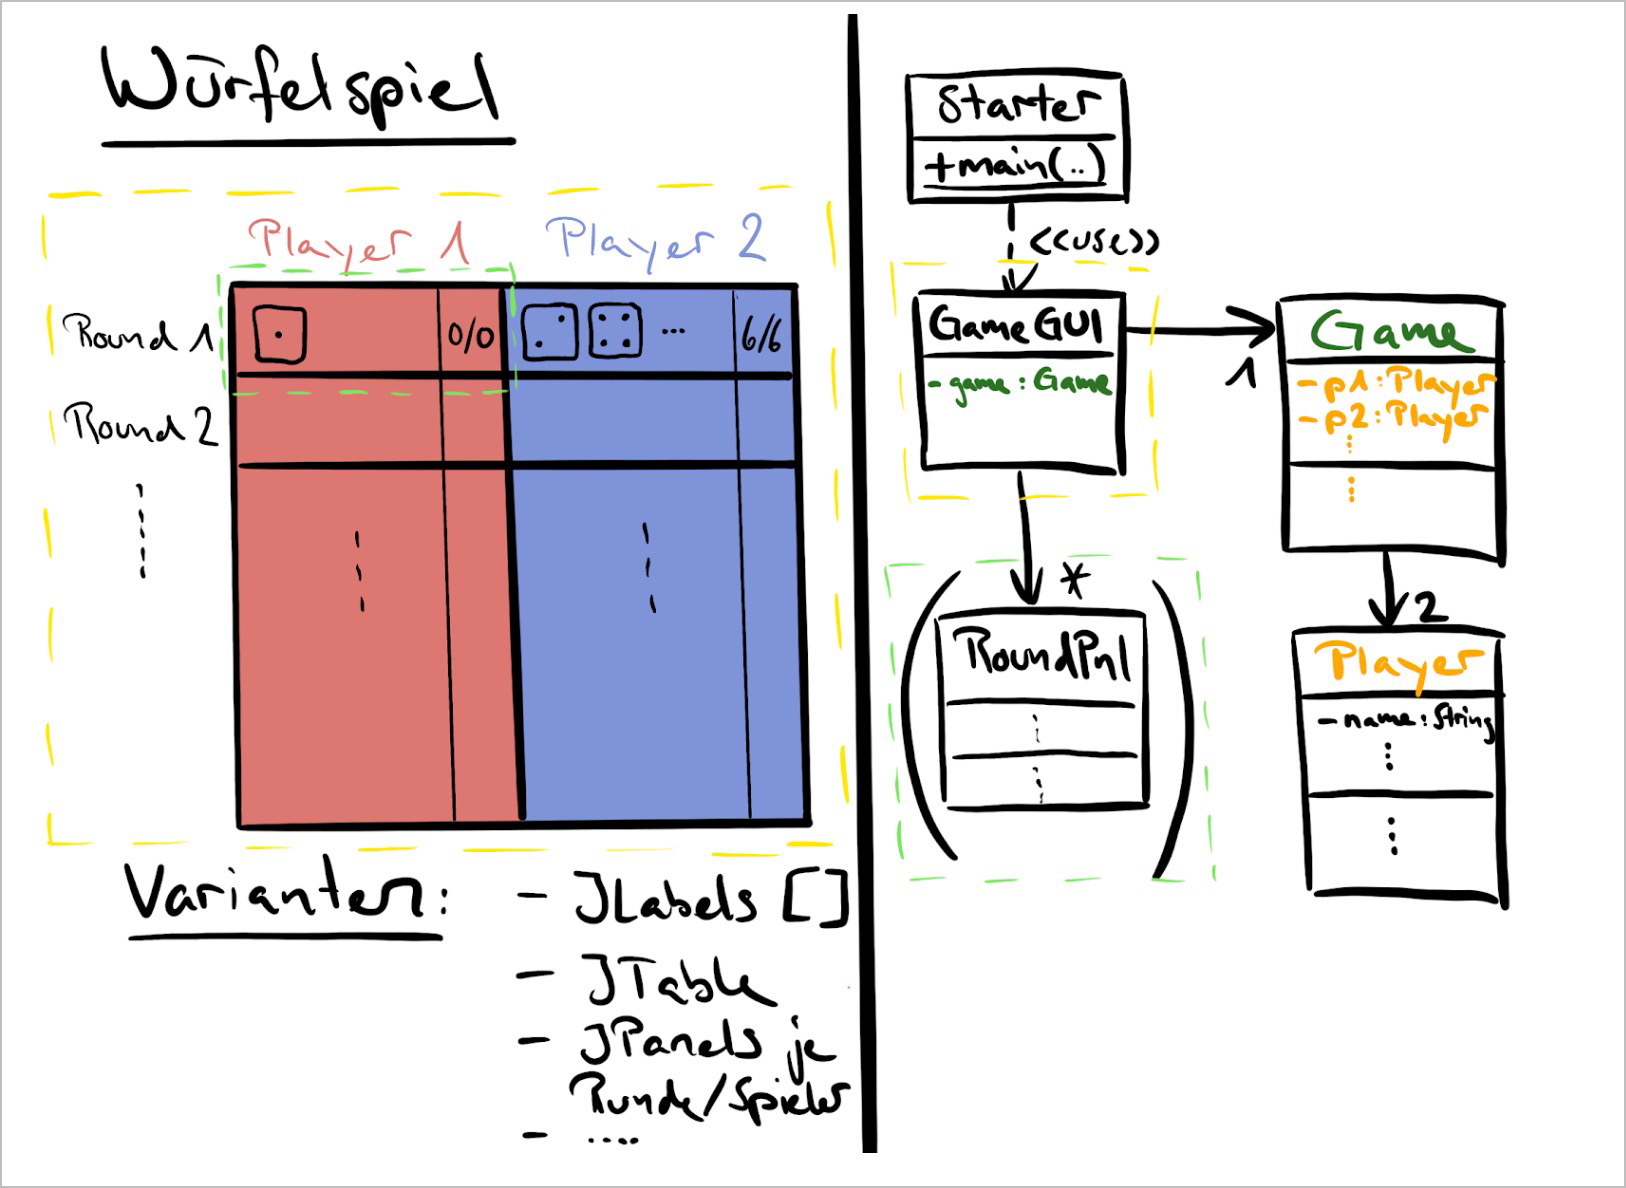 Würfelspiel
Player 1 Player 2
Round 1 0/0 ... 6/6
Round 2
Varianten:
- JLabels []
- JTable
- JPanels je
Runde/Spieler
- ....
Starter
+main(..)
<<use>>
GameGUI
- game: Game
1
Game
- p1: Player
- p2: Player
*
RoundPnl
2
Player
- name: String